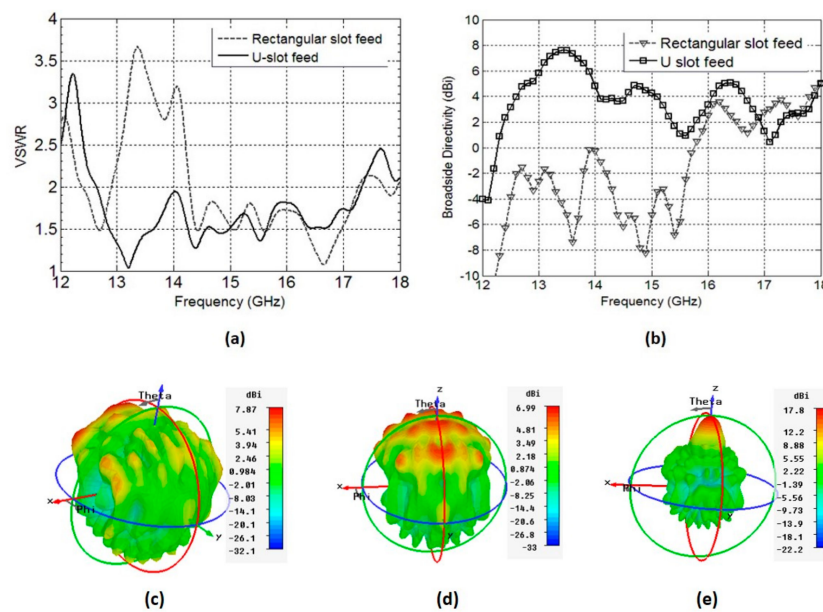 4
3.5
3
2.5
2
1.5
1
12 13 14 15 16 17 18
VSWR
Frequency (GHz)
Rectangular slot feed
U-slot feed
(a)
10
8
6
4
2
0
-2
-4
-6
-8
-10
12 13 14 15 16 17 18
Broadside Directivity (dBi)
Frequency (GHz)
Rectangular slot feed
U slot feed
(b)
Theta
x
Phi
y
dBi
7.87
5.41
3.94
2.46
0.984
-2.01
-8.03
-14.1
-20.1
-26.1
-32.1
(c)
z
Theta
x
Phi
y
dBi
6.99
4.81
3.5
2.18
0.874
-2.06
-8.25
-14.4
-20.6
-26.8
-33
(d)
z
Theta
x
Phi
dBi
17.8
12.2
8.88
5.55
2.22
-1.39
-5.56
-9.73
-13.9
-18.1
-22.2
(e)